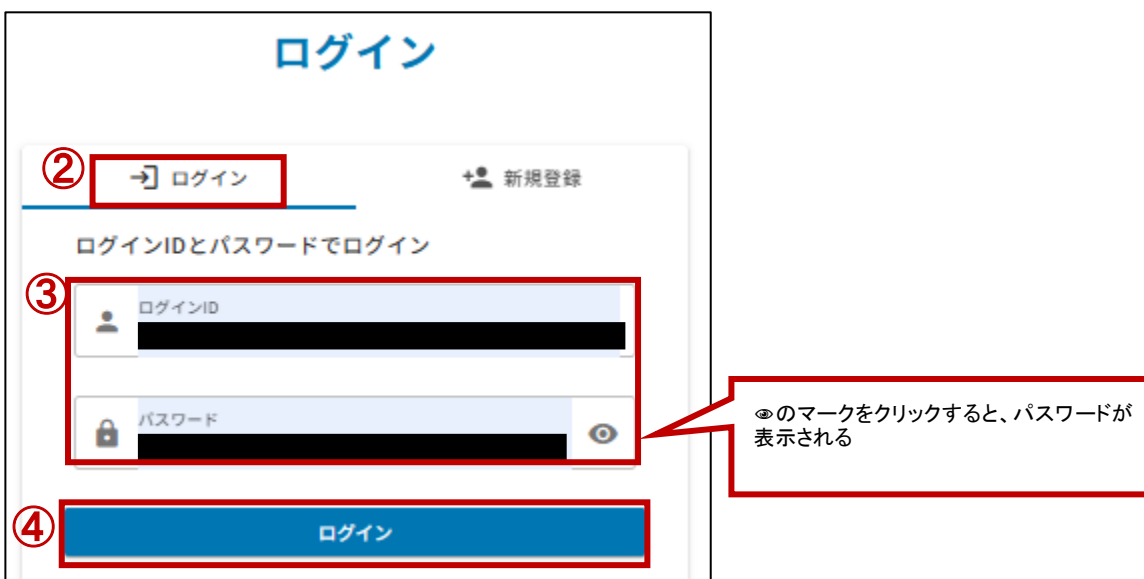 ログイン
② ログイン 新規登録
ログインIDとパスワードでログイン
③ ログインID
パスワード
👁のマークをクリックすると、パスワードが
表示される
④ ログイン